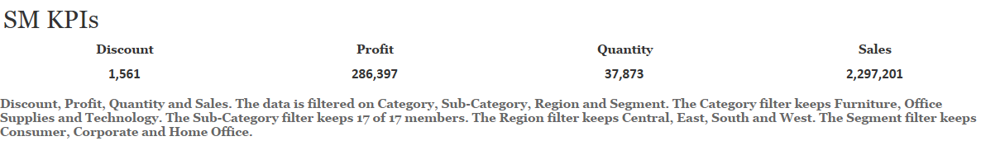 SM KPIs
Discount Profit Quantity Sales
1,561 286,397 37,873 2,297,201
Discount, Profit, Quantity and Sales. The data is filtered on Category, Sub-Category, Region and Segment. The Category filter keeps Furniture, Office
Supplies and Technology. The Sub-Category filter keeps 17 of 17 members. The Region filter keeps Central, East, South and West. The Segment filter keeps
Consumer, Corporate and Home Office.